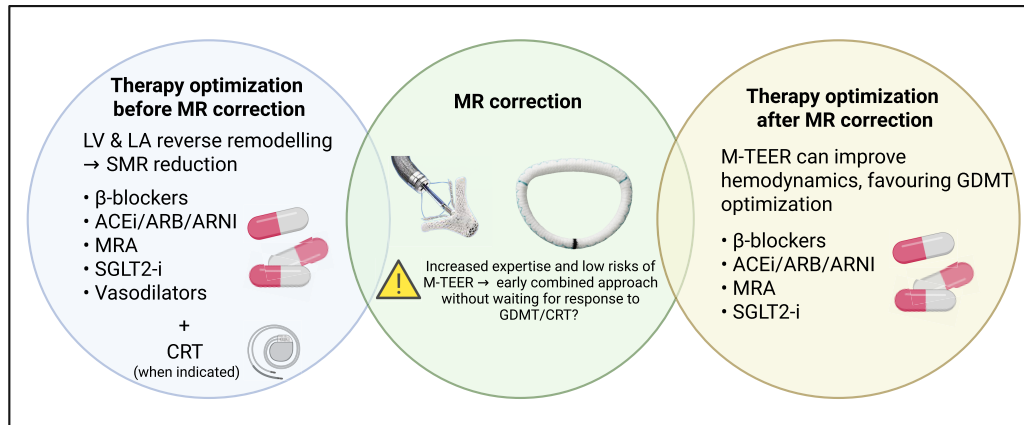 Therapy optimization
before MR correction
LV & LA reverse remodelling
→ SMR reduction
• β-blockers
• ACEi/ARB/ARNI
• MRA
• SGLT2-i
• Vasodilators
+
CRT
(when indicated)
MR correction
Increased expertise and low risks of
M-TEER → early combined approach
without waiting for response to
GDMT/CRT?
Therapy optimization
after MR correction
M-TEER can improve
hemodynamics, favouring GDMT
optimization
• β-blockers
• ACEi/ARB/ARNI
• MRA
• SGLT2-i